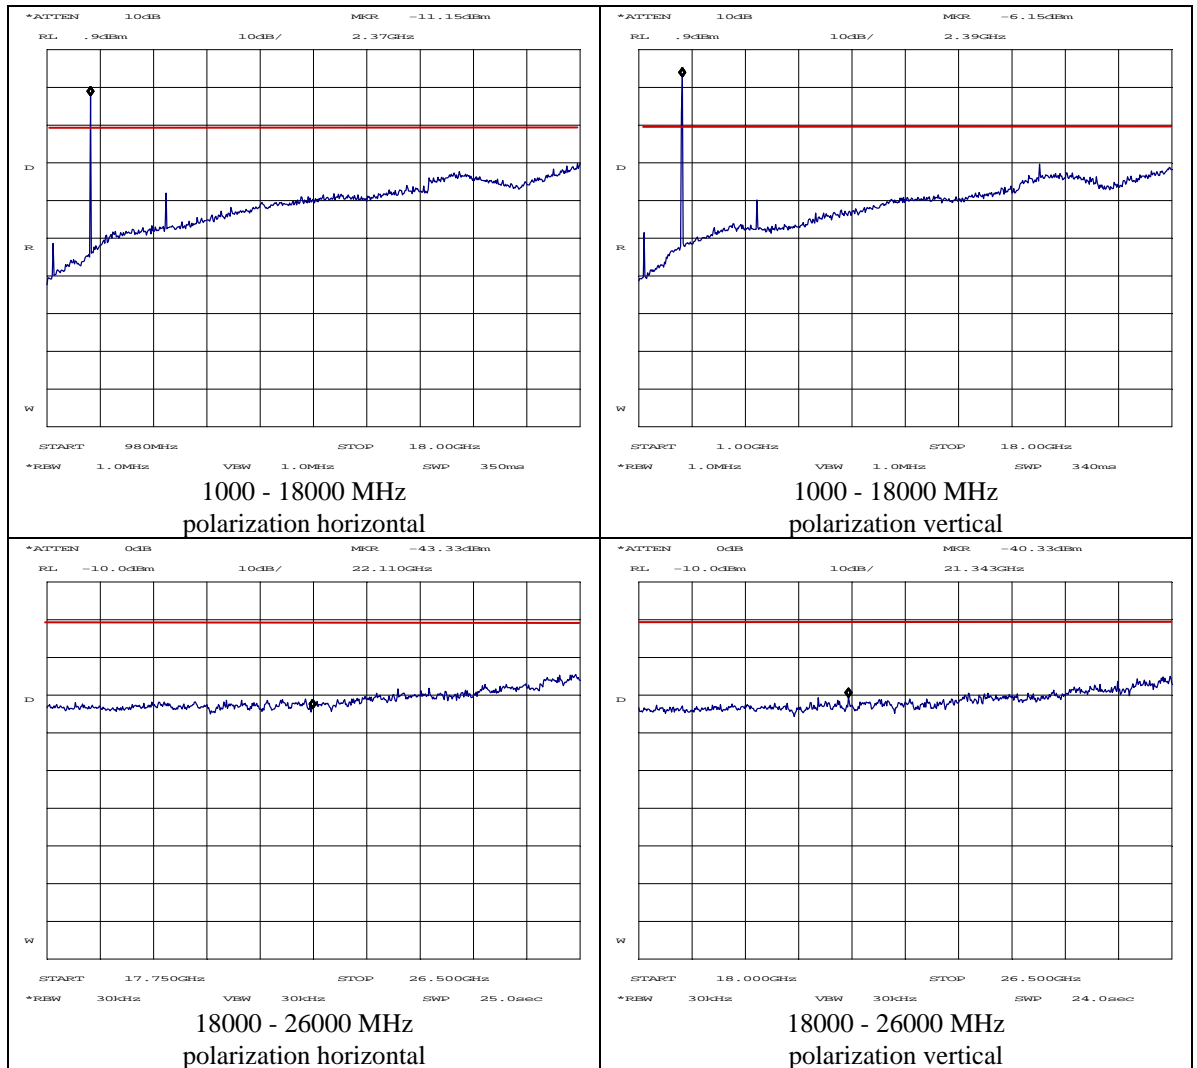 *ATTEN 10dB MKR -11.15dBm
RL .9dBm 10dB/ 2.37GHz
D
R
W
START 980MHz STOP 18.00GHz
*RBW 1.0MHz VBW 1.0MHz SWP 350ms
1000 - 18000 MHz
polarization horizontal
*ATTEN 10dB MKR -6.15dBm
RL .9dBm 10dB/ 2.39GHz
D
R
W
START 1.00GHz STOP 18.00GHz
*RBW 1.0MHz VBW 1.0MHz SWP 340ms
1000 - 18000 MHz
polarization vertical
*ATTEN 0dB MKR -43.33dBm
RL -10.0dBm 10dB/ 22.110GHz
D
W
START 17.750GHz STOP 26.500GHz
*RBW 30kHz VBW 30kHz SWP 25.0sec
18000 - 26000 MHz
polarization horizontal
*ATTEN 0dB MKR -40.33dBm
RL -10.0dBm 10dB/ 21.343GHz
D
W
START 18.000GHz STOP 26.500GHz
*RBW 30kHz VBW 30kHz SWP 24.0sec
18000 - 26000 MHz
polarization vertical